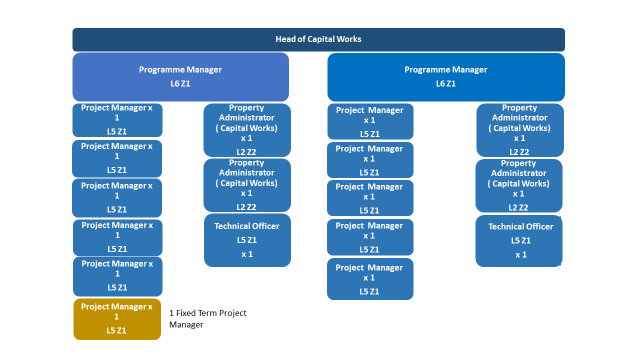 Head of Capital Works
Programme Manager
L6 Z1
Programme Manager
L6 Z1
Project Manager x
1
L5 Z1
Project Manager x
1
L5 Z1
Project Manager x
1
L5 Z1
Project Manager x
1
L5 Z1
Project Manager x
1
L5 Z1
Project Manager x
1
L5 Z1
1 Fixed Term Project
Manager
Property
Administrator
( Capital Works)
x 1
L2 Z2
Property
Administrator
( Capital Works)
x 1
L2 Z2
Technical Officer
L5 Z1
x 1
Project Manager
x 1
L5 Z1
Project Manager
x 1
L5 Z1
Project Manager
x 1
L5 Z1
Project Manager
x 1
L5 Z1
Project Manager
x 1
L5 Z1
Property
Administrator
( Capital Works)
x 1
L2 Z2
Property
Administrator
( Capital Works)
x 1
L2 Z2
Technical Officer
L5 Z1
x 1